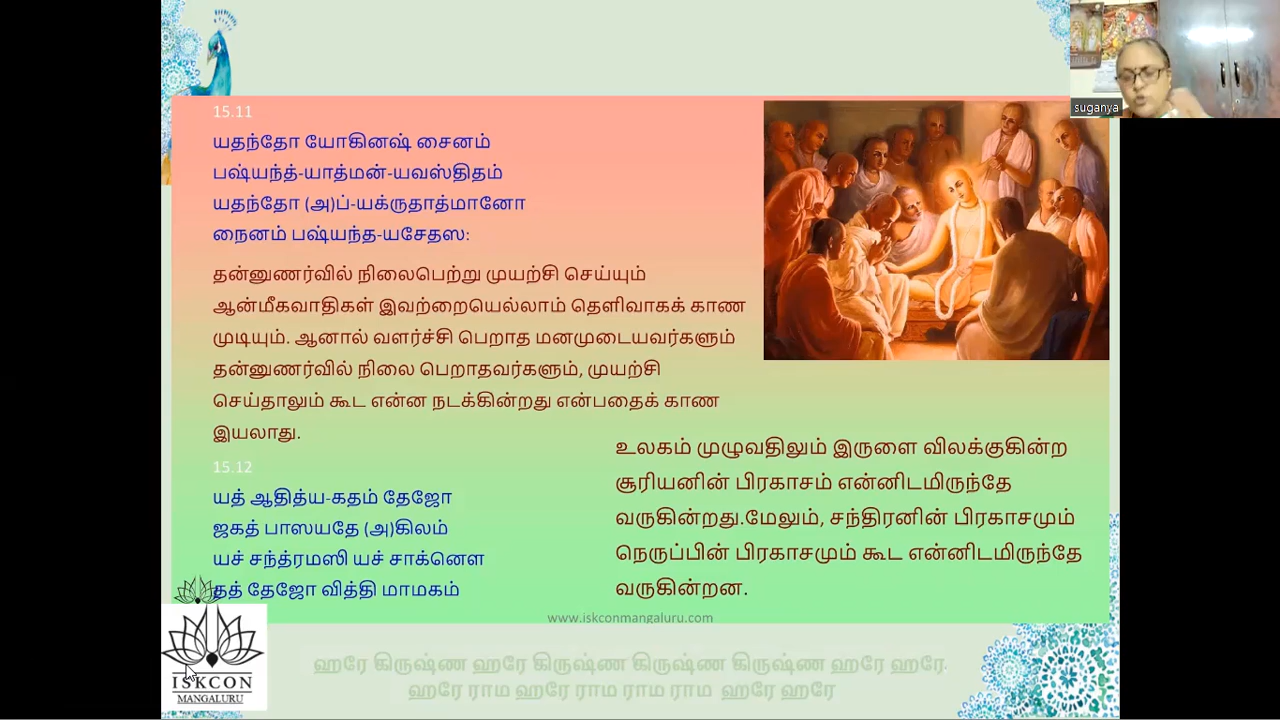 15.11
யதந்தோ யோகினஷ் சைனம்
பஷ்யந்த்-யாத்மன்-யவஸ்திதம்
யதந்தோ (அ)ப்-யக்ருதாத்மானோ
நைனம் பஷ்யந்த-யசேதஸ:
தன்னுணர்வில் நிலைபெற்று முயற்சி செய்யும்
ஆன்மீகவாதிகள் இவற்றையெல்லாம் தெளிவாகக் காண
முடியும். ஆனால் வளர்ச்சி பெறாத மனமுடையவர்களும்
தன்னுணர்வில் நிலை பெறாதவர்களும், முயற்சி
செய்தாலும் கூட என்ன நடக்கின்றது என்பதைக் காண
இயலாது.
15.12
யத் ஆதித்ய-கதம் தேஜோ
ஜகத் பாஸயதே (அ)கிலம்
யச் சந்த்ரமஸி யச் சாக்னௌ
தத் தேஜோ வித்தி மாமகம்
உலகம் முழுவதிலும் இருளை விலக்குகின்ற
சூரியனின் பிரகாசம் என்னிடமிருந்தே
வருகின்றது.மேலும், சந்திரனின் பிரகாசமும்
நெருப்பின் பிரகாசமும் கூட என்னிடமிருந்தே
வருகின்றன.
www.iskconmangaluru.com
ஹரே கிருஷ்ண ஹரே கிருஷ்ண கிருஷ்ண கிருஷ்ண ஹரே ஹரே
ஹரே ராம ஹரே ராம ராம ராம ஹரே ஹரே
ISKCON
MANGALURU
suganya